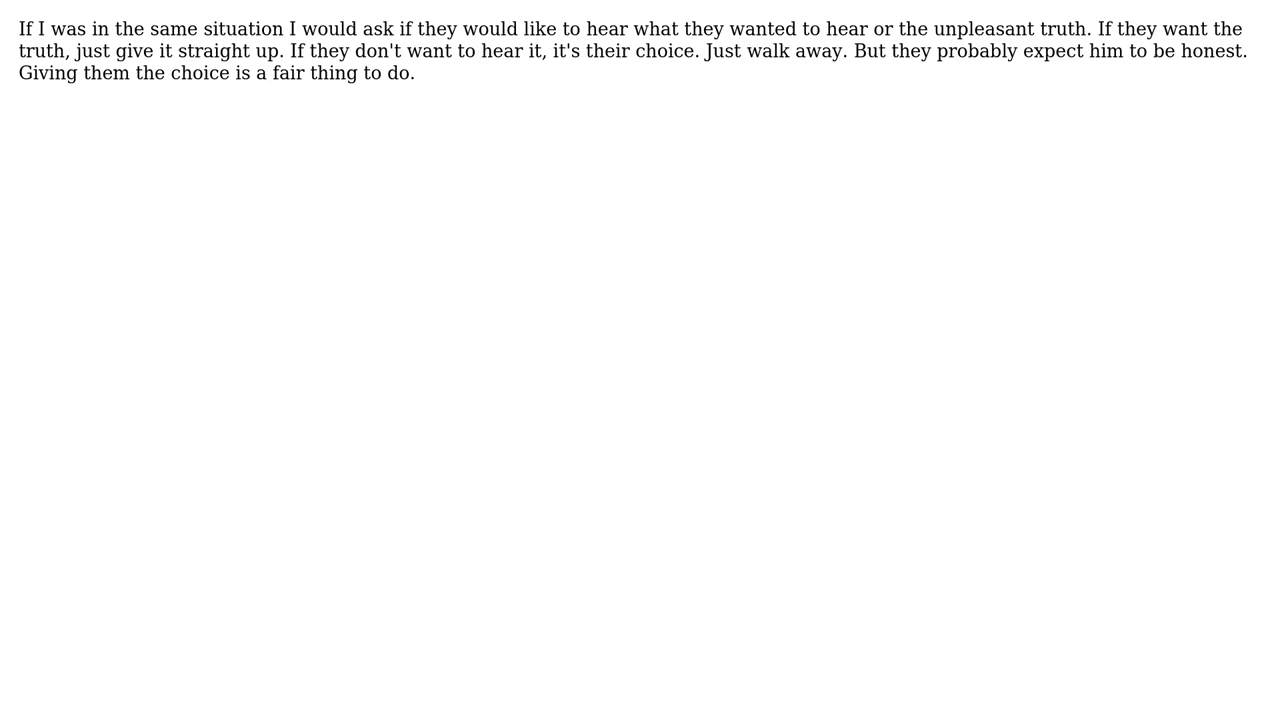 If I was in the same situation I would ask if they would like to hear what they wanted to hear or the unpleasant truth. If they want the
truth, just give it straight up. If they don't want to hear it, it's their choice. Just walk away. But they probably expect him to be honest.
Giving them the choice is a fair thing to do.